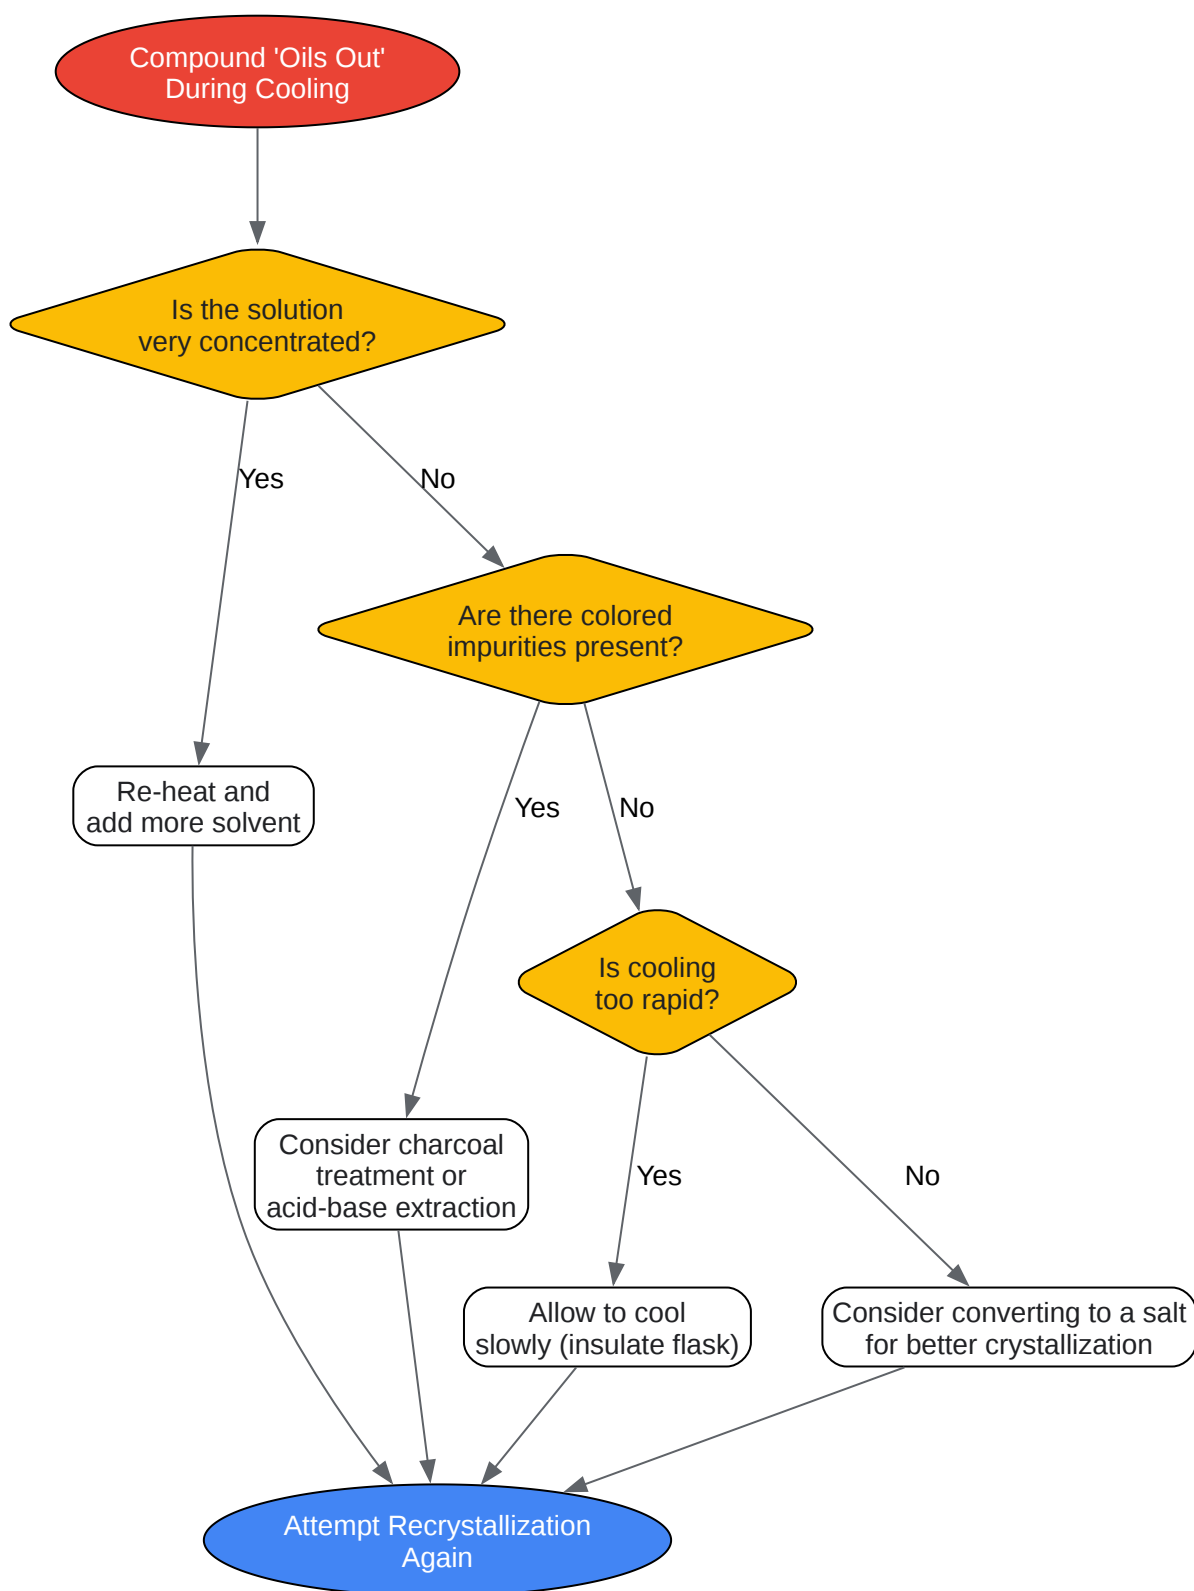 Compound 'Oils Out'
During Cooling
Is the solution
very concentrated?
Yes
No
Are there colored
impurities present?
Re-heat and
add more solvent
Yes
No
Is cooling
too rapid?
Consider charcoal
treatment or
acid-base extraction
Yes
No
Allow to cool
slowly (insulate flask)
Consider converting to a salt
for better crystallization
Attempt Recrystallization
Again